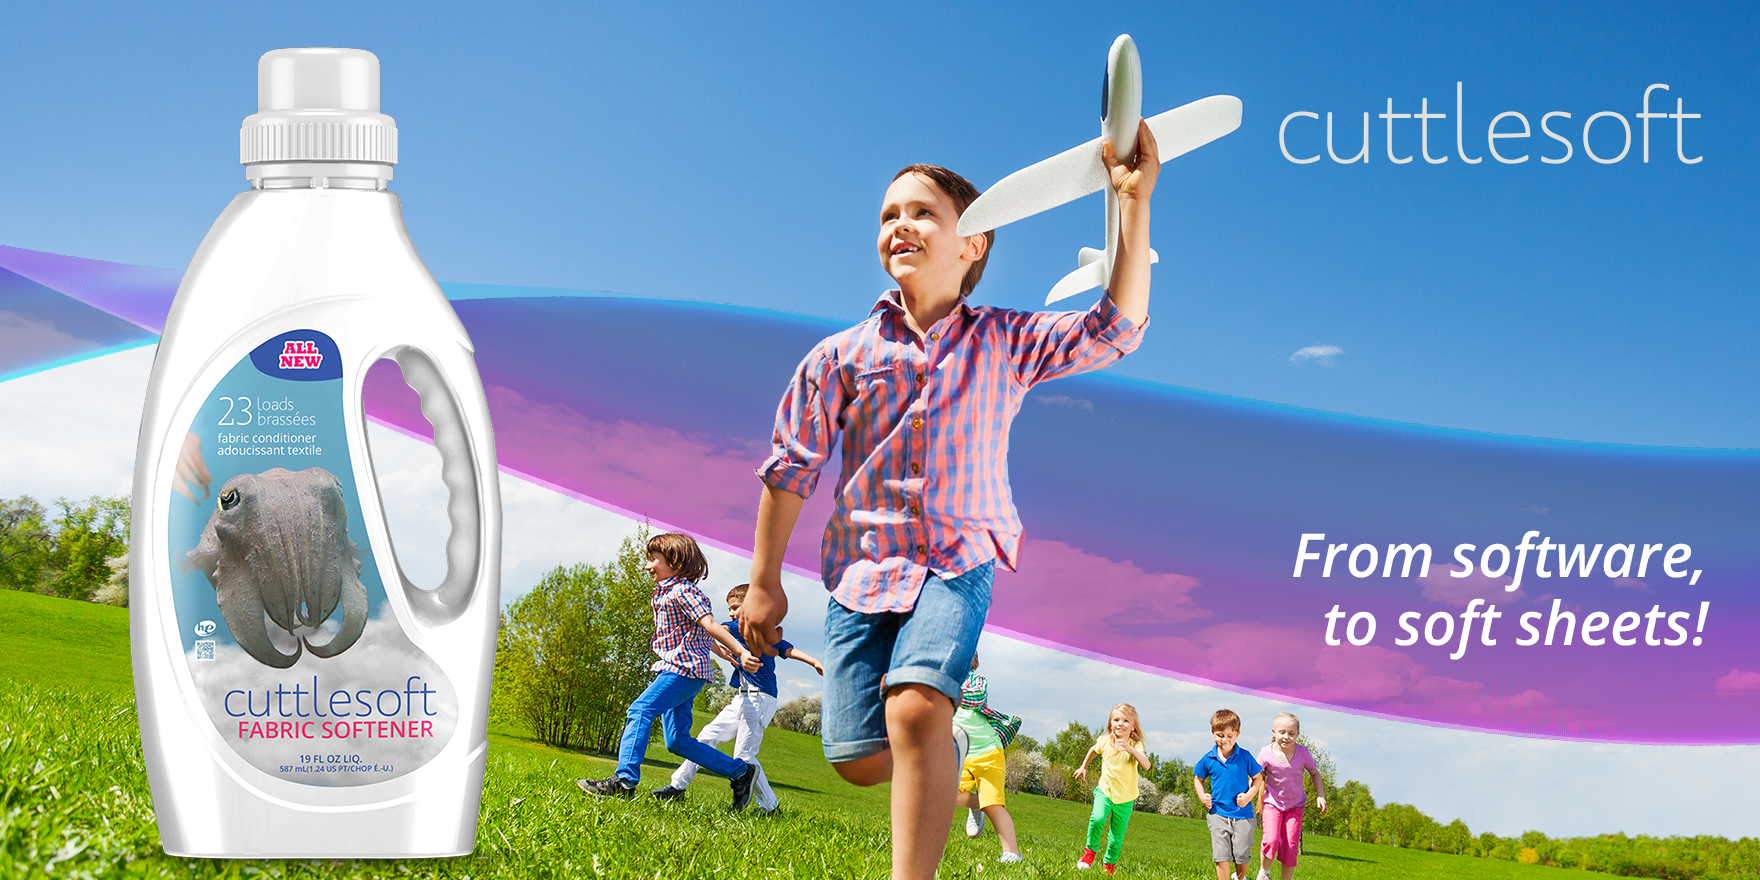 cuttlesoft
ALL
NEW
23 loads
brassées
fabric conditioner
adoucissant textile
he
cuttlesoft
FABRIC SOFTENER
19 FL OZ LIQ.
587 mL(1.24 US PT/CHOP É.-U.)
From software,
to soft sheets!